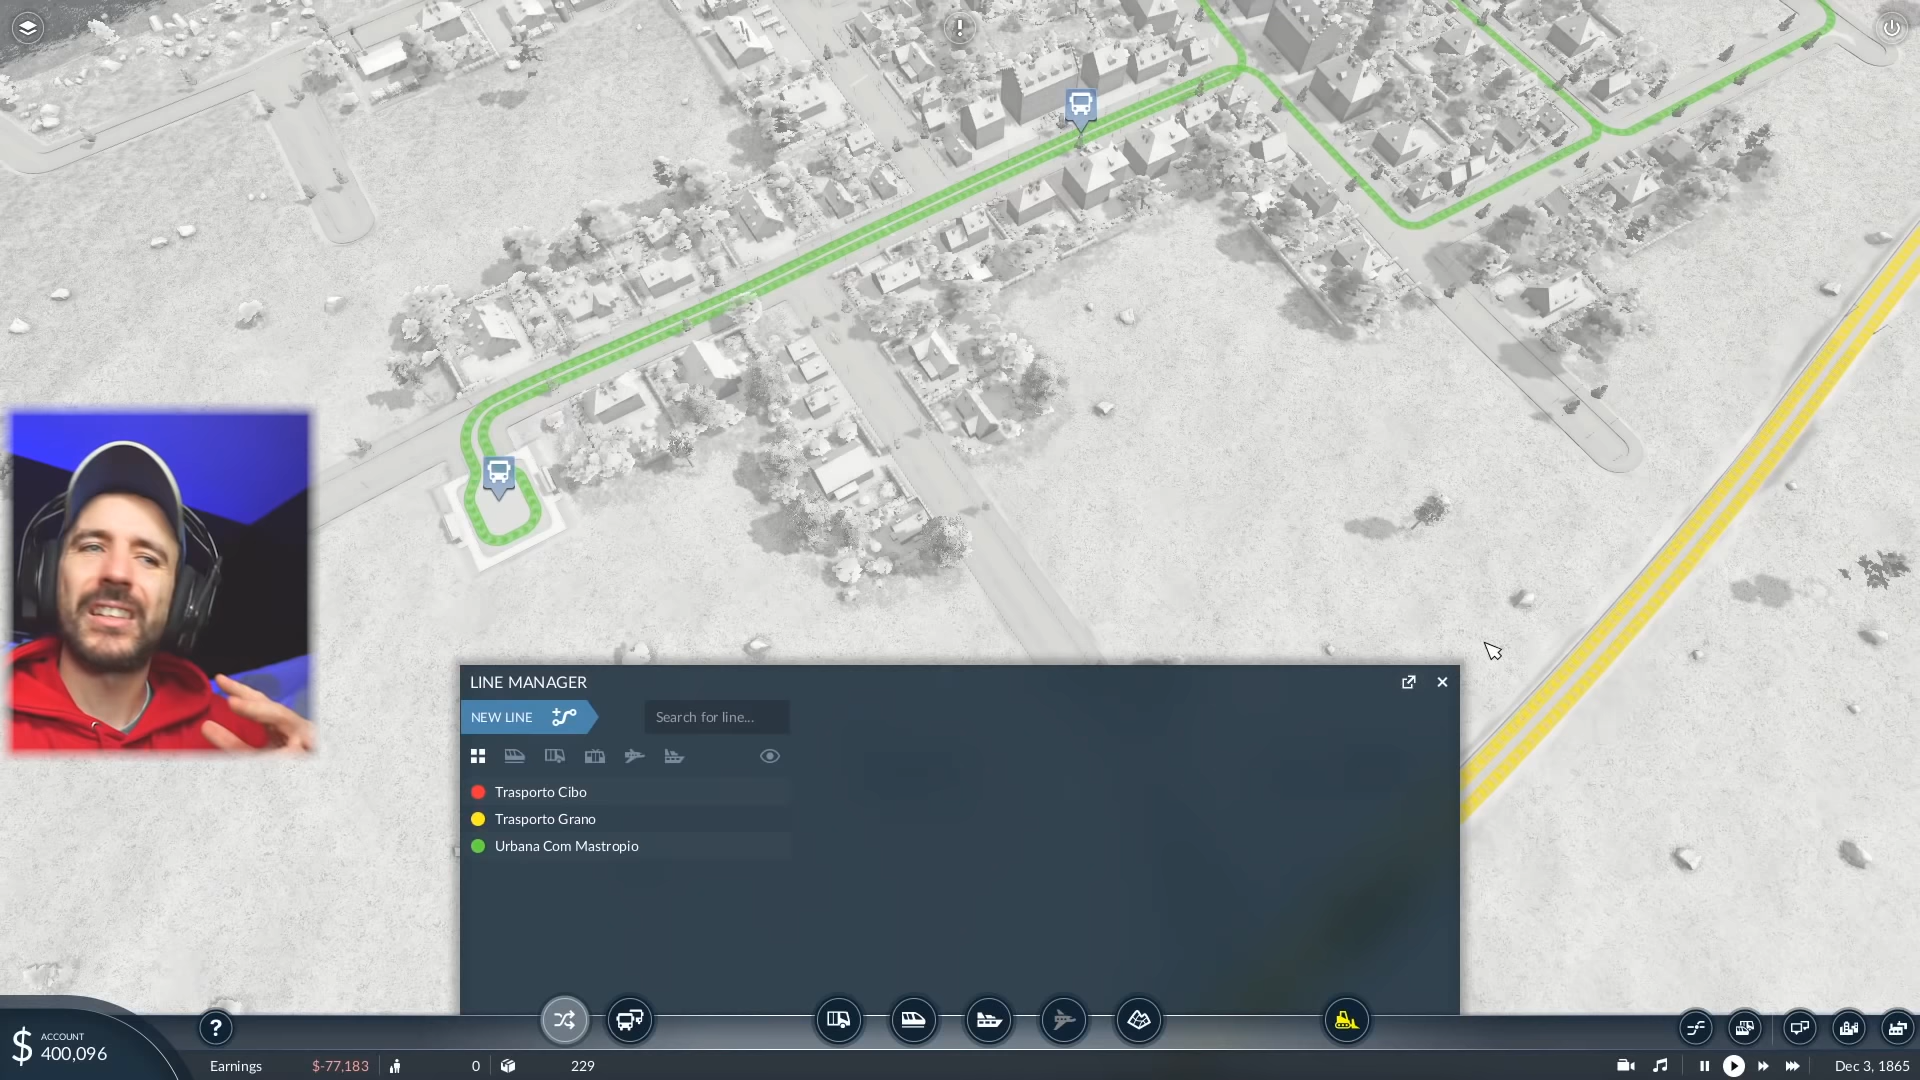 LINE MANAGER
NEW LINE
Search for line...
Trasporto Cibo
Trasporto Grano
Urbana Com Mastropio
?
$ ACCOUNT
400,096
Earnings $-77,183 0 229 Dec 3, 1865